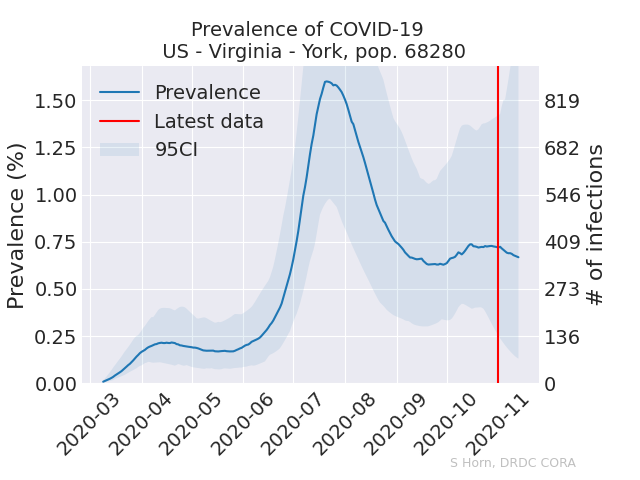 Prevalence of COVID-19
US - Virginia - York, pop. 68280
Prevalence
Latest data
95CI
Prevalence (%)
1.50
1.25
1.00
0.75
0.50
0.25
0.00
819
682
546
409
273
136
0
# of infections
2020-03
2020-04
2020-05
2020-06
2020-07
2020-08
2020-09
2020-10
2020-11
S Horn, DRDC CORA